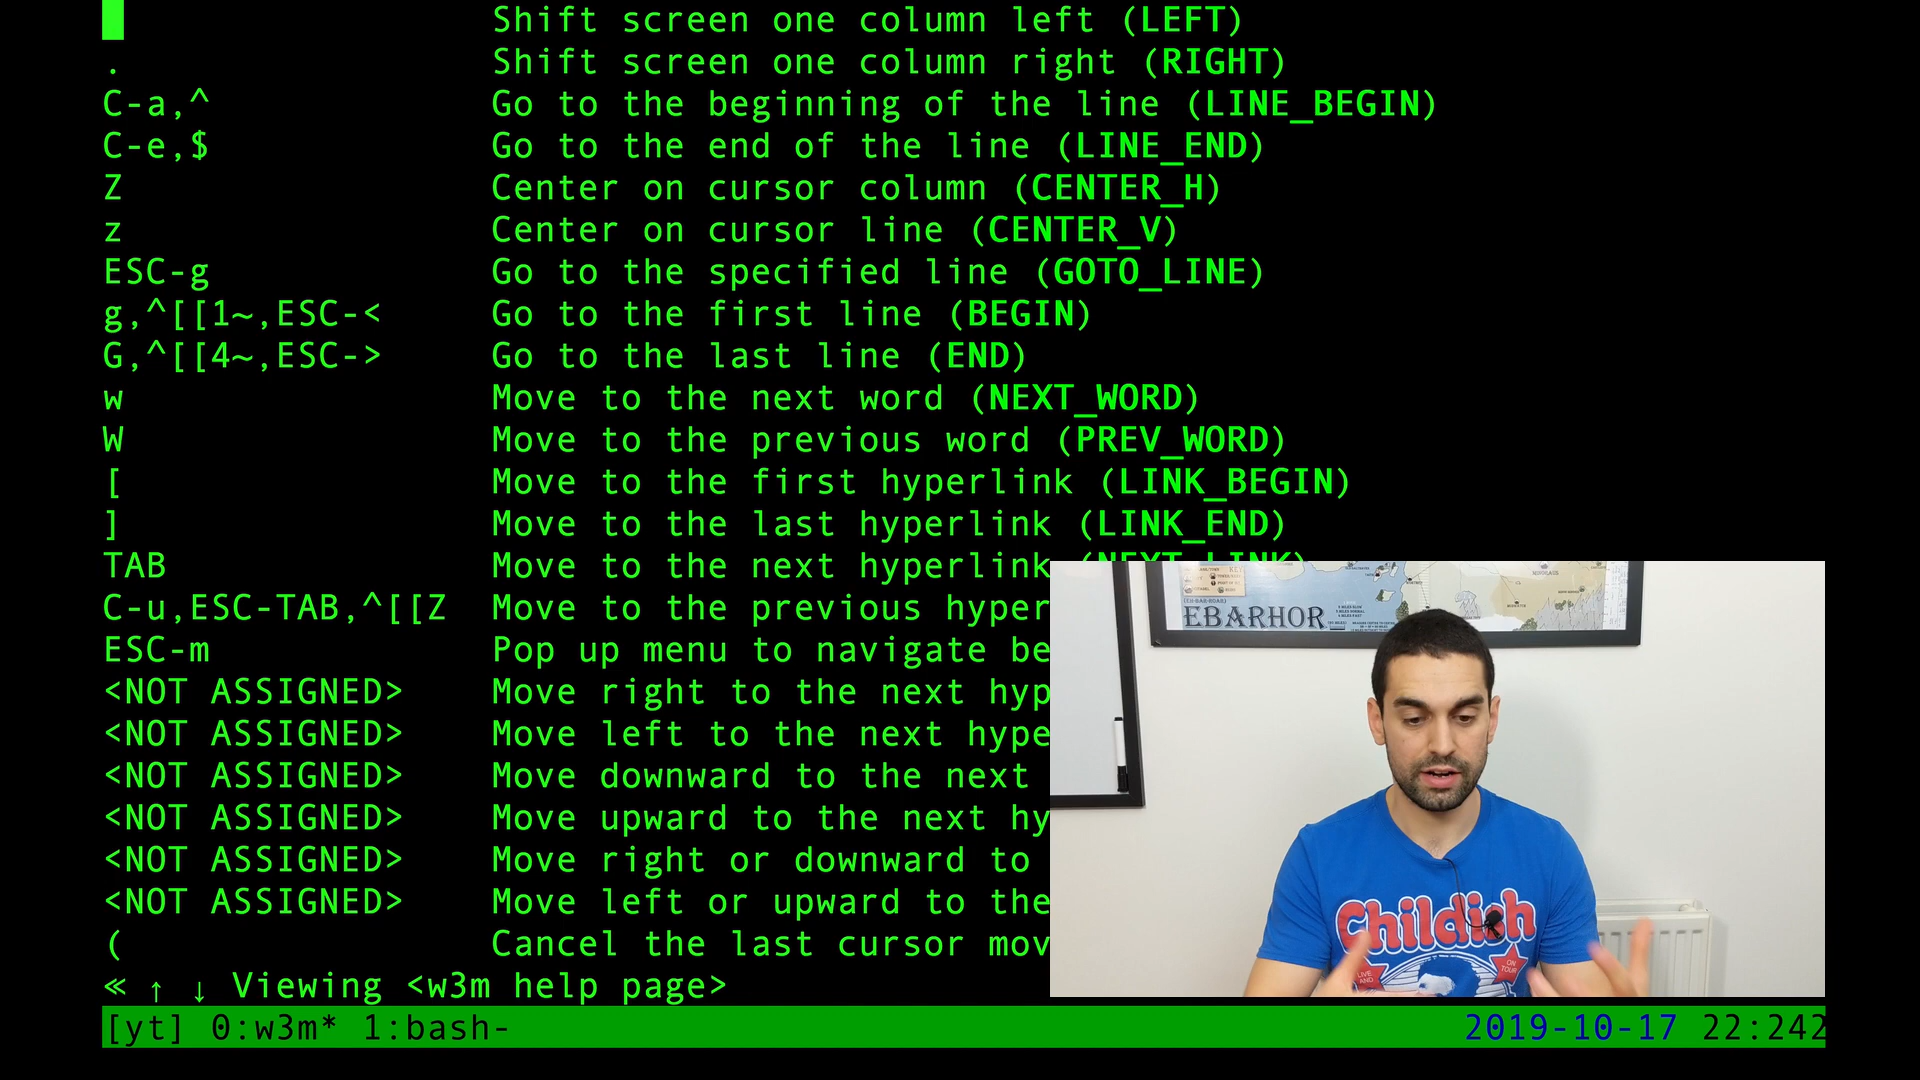 Shift screen one column left (LEFT)
. Shift screen one column right (RIGHT)
C-a,^ Go to the beginning of the line (LINE_BEGIN)
C-e,$ Go to the end of the line (LINE_END)
Z Center on cursor column (CENTER_H)
z Center on cursor line (CENTER_V)
ESC-g Go to the specified line (GOTO_LINE)
g,^[[1~,ESC-< Go to the first line (BEGIN)
G,^[[4~,ESC-> Go to the last line (END)
w Move to the next word (NEXT_WORD)
W Move to the previous word (PREV_WORD)
[ Move to the first hyperlink (LINK_BEGIN)
] Move to the last hyperlink (LINK_END)
TAB Move to the next hyperlink (NEXT_LINK)
C-u,ESC-TAB,^[[Z Move to the previous hyper
ESC-m Pop up menu to navigate be
<NOT ASSIGNED> Move right to the next hyp
<NOT ASSIGNED> Move left to the next hype
<NOT ASSIGNED> Move downward to the next
<NOT ASSIGNED> Move upward to the next hy
<NOT ASSIGNED> Move right or downward to
<NOT ASSIGNED> Move left or upward to the
( Cancel the last cursor mov
≪ ↑ ↓ Viewing <w3m help page>
[yt] 0:w3m* 1:bash- 2019-10-17 22:242
EBARHOR
Childish
LIVE AND
ON TOUR